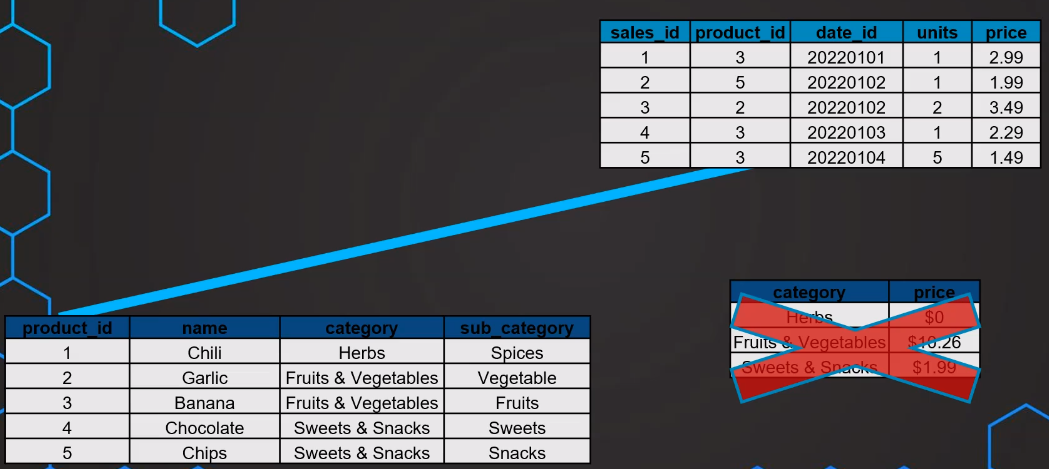 sales_id product_id date_id units price
1 3 20220101 1 2.99
2 5 20220102 1 1.99
3 2 20220102 2 3.49
4 3 20220103 1 2.29
5 3 20220104 5 1.49
category price
Herbs $0
Fruits & Vegetables $10.26
Sweets & Snacks $1.99
product_id name category sub_category
1 Chili Herbs Spices
2 Garlic Fruits & Vegetables Vegetable
3 Banana Fruits & Vegetables Fruits
4 Chocolate Sweets & Snacks Sweets
5 Chips Sweets & Snacks Snacks